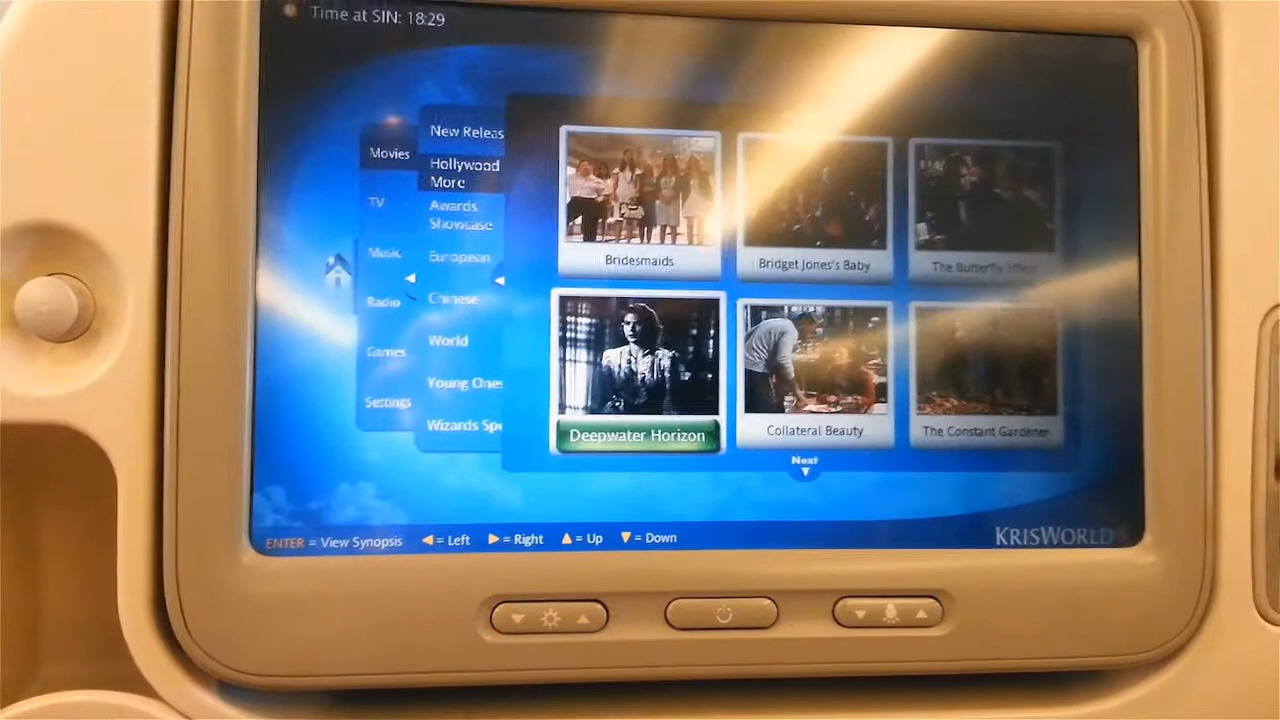 Time at SIN: 18:29
New Releas
Movies
Hollywood
More
TV
Awards
Showcase
Music
European
Radio
Chinese
Games
World
Settings
Young Ones
Wizards Spe
Bridesmaids
Bridget Jones's Baby
The Butterfly Effect
Deepwater Horizon
Collateral Beauty
The Constant Gardener
Next
ENTER = View Synopsis ◄ = Left ► = Right ▲ = Up ▼ = Down
KRISWORLD